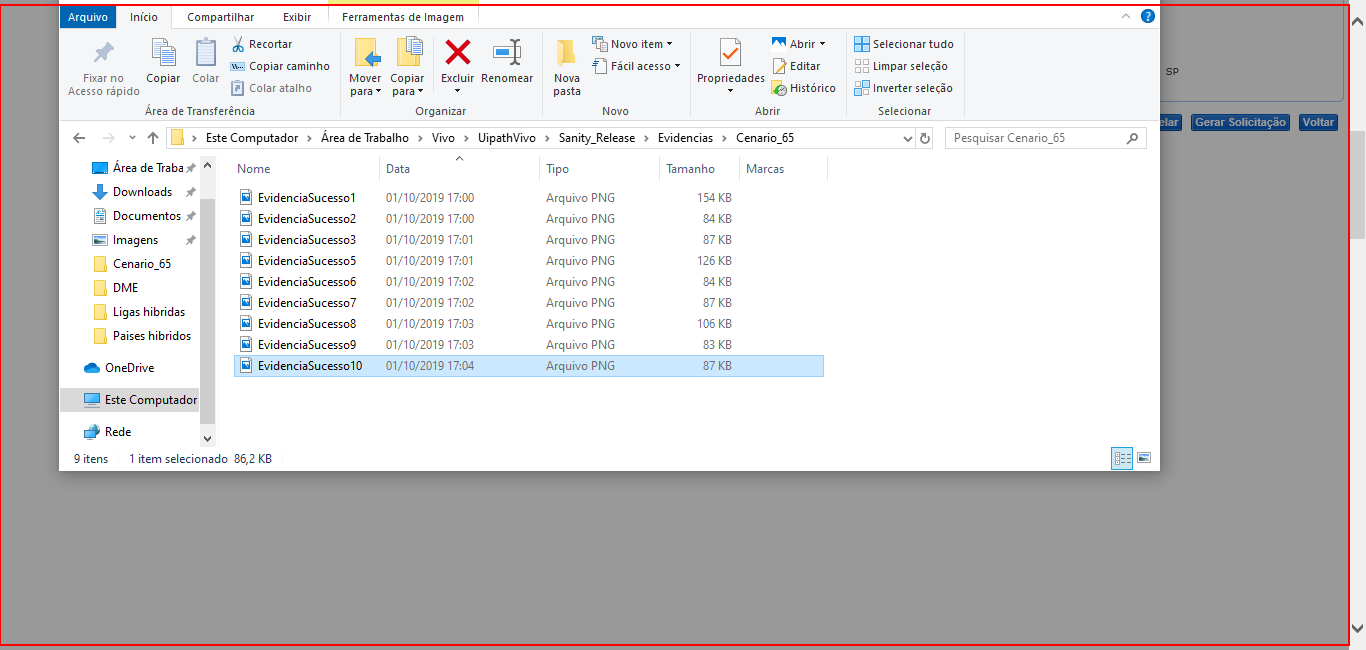 Arquivo Início Compartilhar Exibir Ferramentas de Imagem
Fixar no Acesso rápido
Copiar
Colar
Recortar
Copiar caminho
Colar atalho
Área de Transferência
Mover para
Copiar para
Excluir
Renomear
Organizar
Nova pasta
Novo item
Fácil acesso
Novo
Propriedades
Abrir
Editar
Histórico
Abrir
Selecionar tudo
Limpar seleção
Inverter seleção
Selecionar
SP
elar Gerar Solicitação Voltar
Este Computador > Área de Trabalho > Vivo > UipathVivo > Sanity_Release > Evidencias > Cenario_65
Pesquisar Cenario_65
Área de Traba
Downloads
Documentos
Imagens
Cenario_65
DME
Ligas hibridas
Paises hibridos
OneDrive
Este Computador
Rede
Nome Data Tipo Tamanho Marcas
EvidenciaSucesso1 01/10/2019 17:00 Arquivo PNG 154 KB
EvidenciaSucesso2 01/10/2019 17:00 Arquivo PNG 84 KB
EvidenciaSucesso3 01/10/2019 17:01 Arquivo PNG 87 KB
EvidenciaSucesso5 01/10/2019 17:01 Arquivo PNG 126 KB
EvidenciaSucesso6 01/10/2019 17:02 Arquivo PNG 84 KB
EvidenciaSucesso7 01/10/2019 17:02 Arquivo PNG 87 KB
EvidenciaSucesso8 01/10/2019 17:03 Arquivo PNG 106 KB
EvidenciaSucesso9 01/10/2019 17:03 Arquivo PNG 83 KB
EvidenciaSucesso10 01/10/2019 17:04 Arquivo PNG 87 KB
9 itens 1 item selecionado 86,2 KB